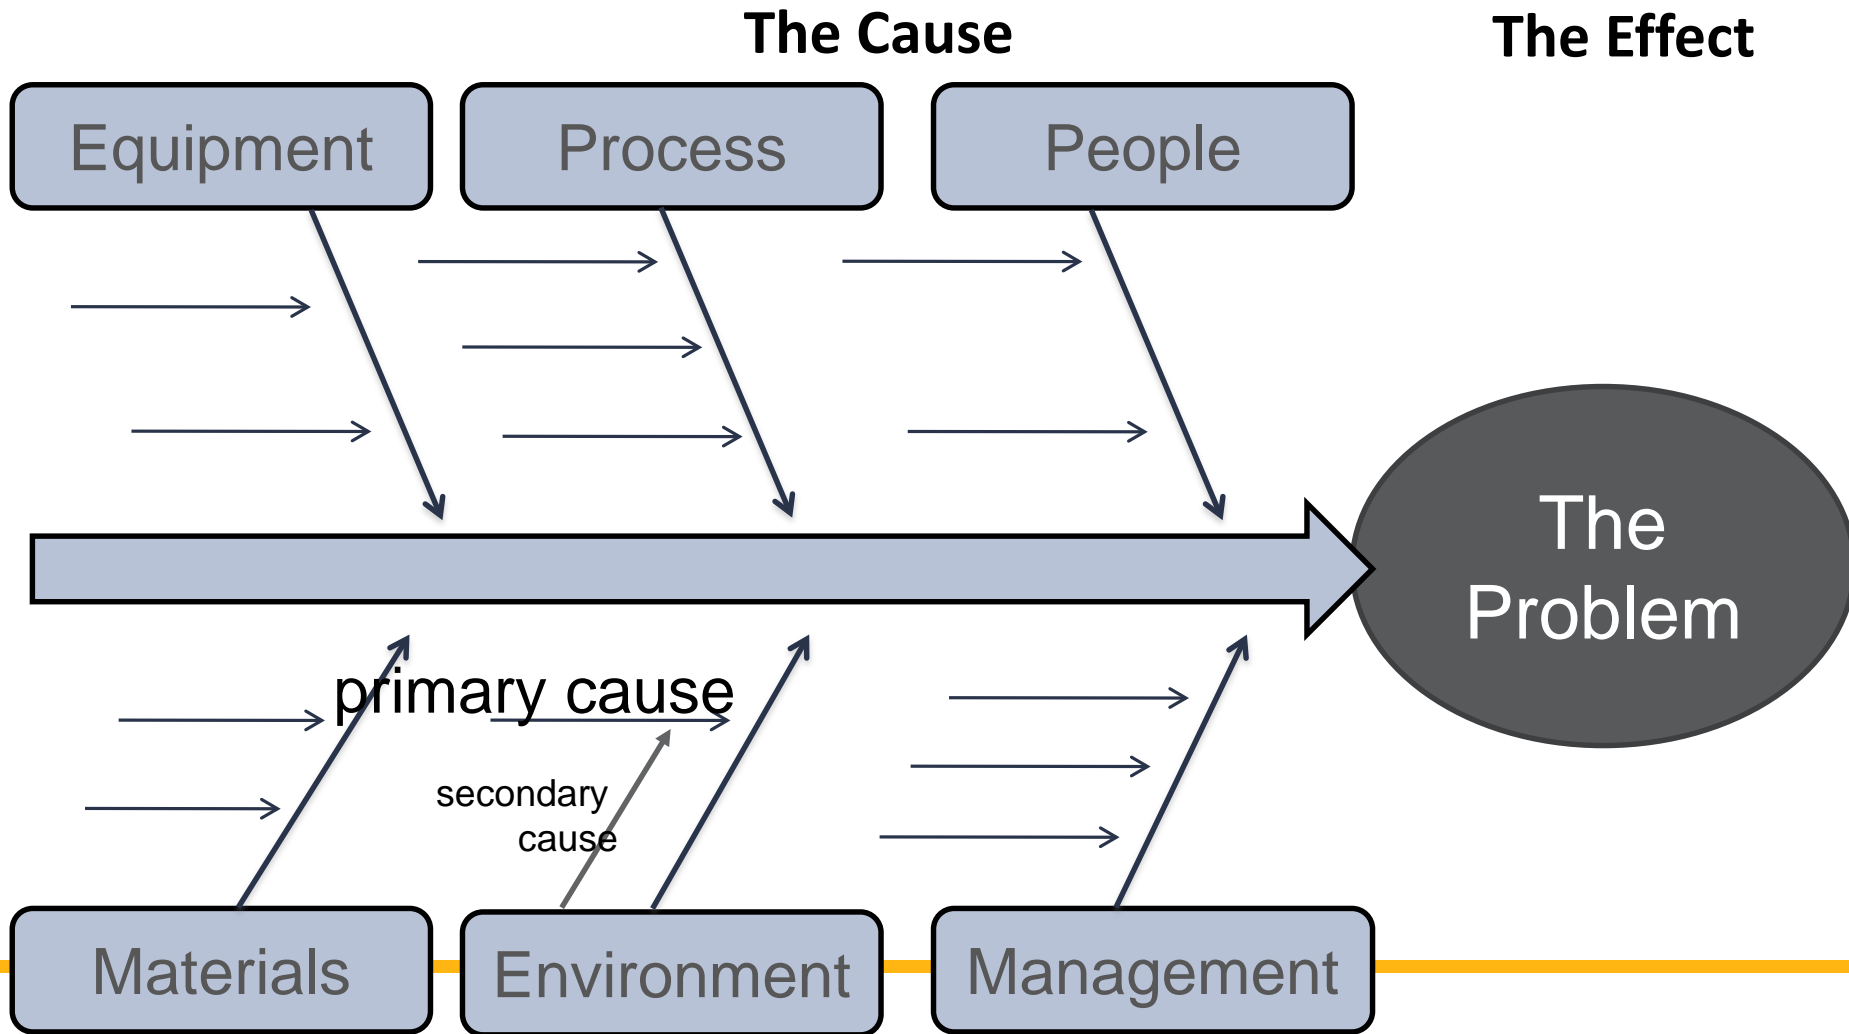 The Cause
The Effect
Equipment
Process
People
The
Problem
primary cause
secondary
cause
Materials
Environment
Management